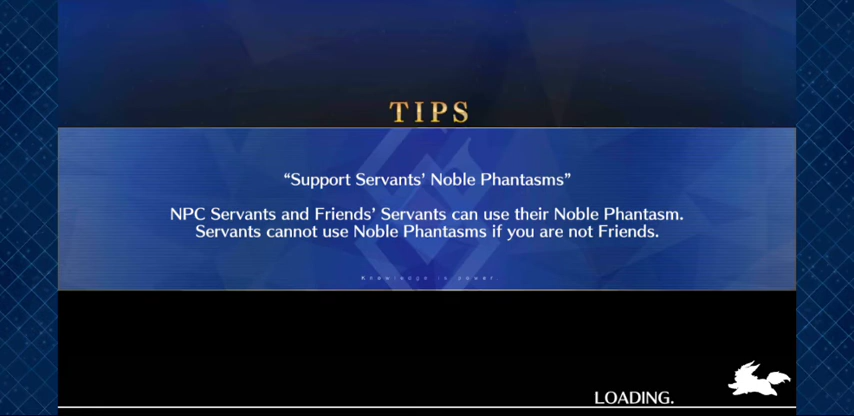 TIPS
“Support Servants’ Noble Phantasms”
NPC Servants and Friends’ Servants can use their Noble Phantasm.
Servants cannot use Noble Phantasms if you are not Friends.
Knowledge is power.
LOADING.